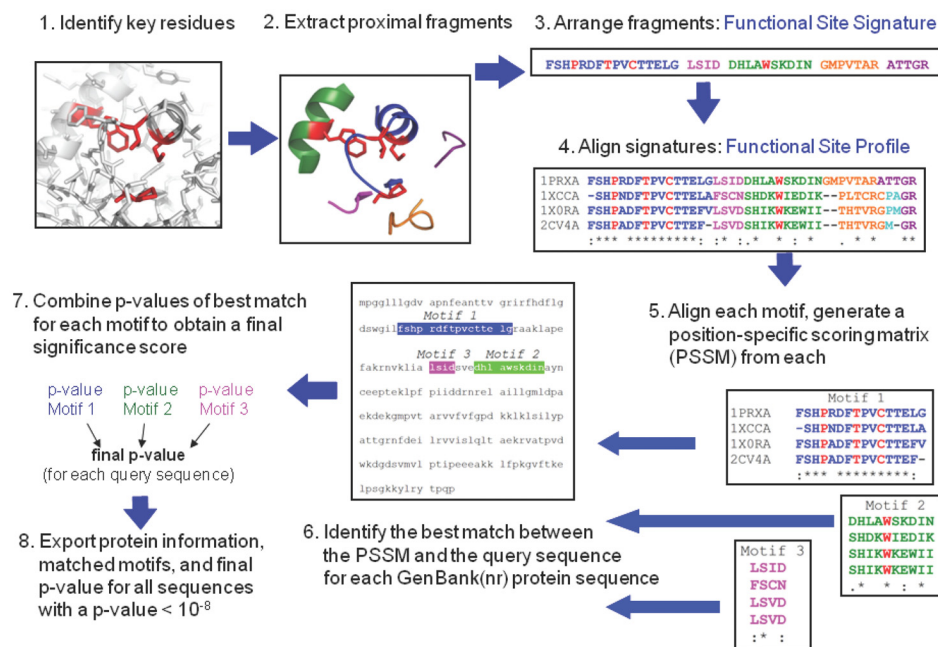 1. Identify key residues
2. Extract proximal fragments
3. Arrange fragments: Functional Site Signature
FSHPRDFTPVCTTELG LSID DHLAWSKDIN GMPVTAR ATTGR
4. Align signatures: Functional Site Profile
1PRXA FSHPRDFTPVCTTELGLSIDDHLAWSKDINGMPVTARATTGR
1XCCA -SHPNDFTPVCTTELAFSCNSHDKWIEDIK--PLTCRCPAGR
1X0RA FSHPADFTPVCTTEFVLSVDSHIKWKEWII--THTVRGPMGR
2CV4A FSHPADFTPVCTTEF-LSVDSHIKWKEWII--THTVRGM-GR
:*** ********** : :* :.* * : * . * **
5. Align each motif, generate a
position-specific scoring matrix
(PSSM) from each
Motif 1
1PRXA FSHPRDFTPVCTTELG
1XCCA -SHPNDFTPVCTTELA
1X0RA FSHPADFTPVCTTEFV
2CV4A FSHPADFTPVCTTEF-
:*** **********:
Motif 2
DHLAWSKDIN
SHDKWIEDIK
SHIKWKEWII
SHIKWKEWII
.* * : *
Motif 3
LSID
FSCN
LSVD
LSVD
:* :
6. Identify the best match between
the PSSM and the query sequence
for each GenBank(nr) protein sequence
mpgglllgdv apnfeanttv grirfhdflg
Motif 1
dswgilfshp rdftpvctte lgraaklape
Motif 3 Motif 2
fakrnvklia lsidsvedhl awskdinayn
ceepteklpf piiddrnrel aillgmldpa
ekdekgmpvt arvvfvfgpd kklklsilyp
attgrnfdei lrvvislqlt aekrvatpvd
wkdgdsvmvl ptipeeeakk lfpkgvftke
lpsgkkylry tpqp
7. Combine p-values of best match
for each motif to obtain a final
significance score
p-value p-value p-value
Motif 1 Motif 2 Motif 3
final p-value
(for each query sequence)
8. Export protein information,
matched motifs, and final
p-value for all sequences
with a p-value < 10-8